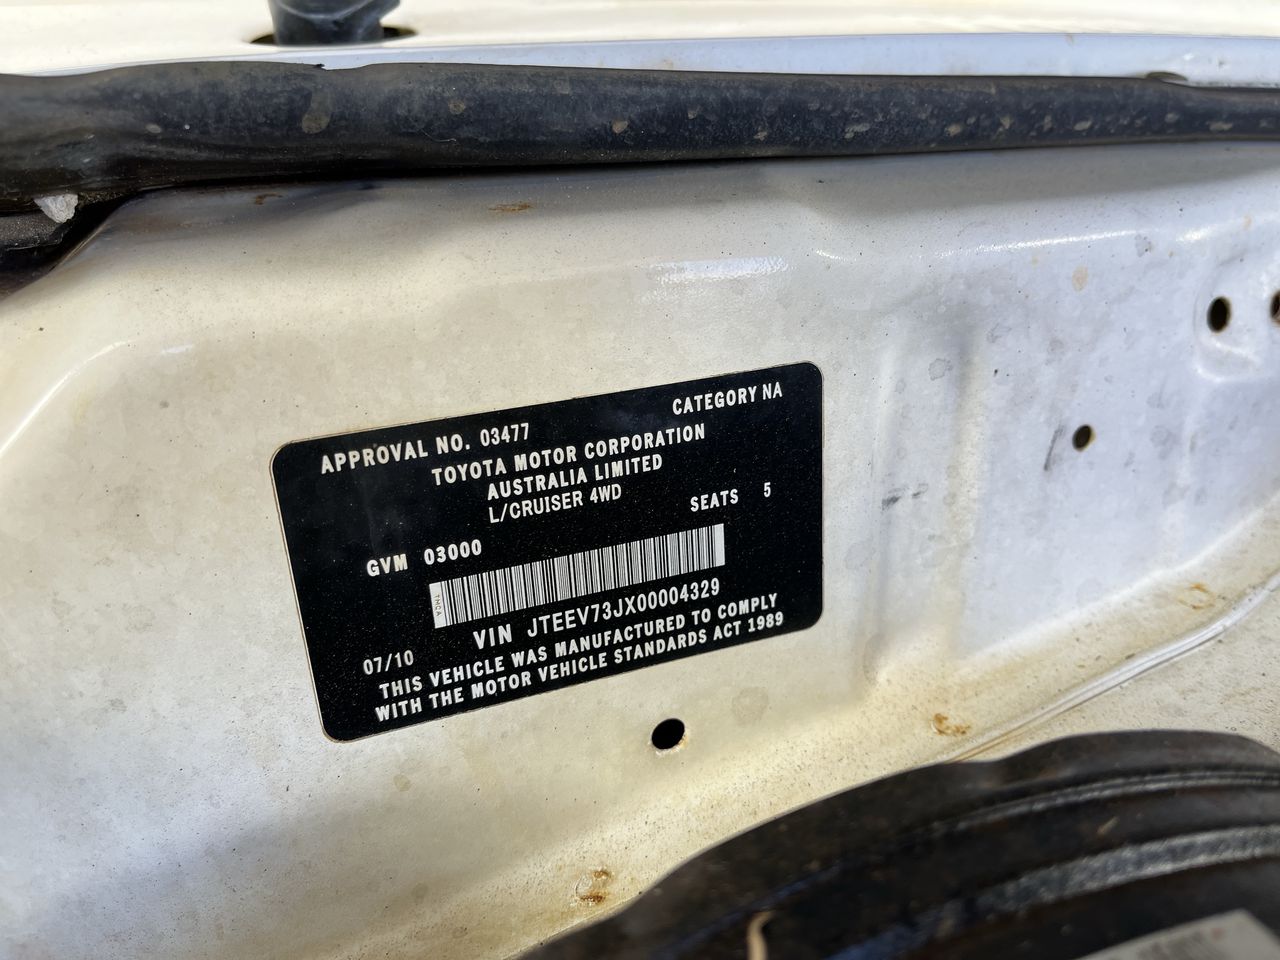 APPROVAL NO. 03477 CATEGORY NA
TOYOTA MOTOR CORPORATION
AUSTRALIA LIMITED
L/CRUISER 4WD
SEATS 5
GVM 03000
TMCA
VIN JTEEV73JX00004329
07/10
THIS VEHICLE WAS MANUFACTURED TO COMPLY
WITH THE MOTOR VEHICLE STANDARDS ACT 1989